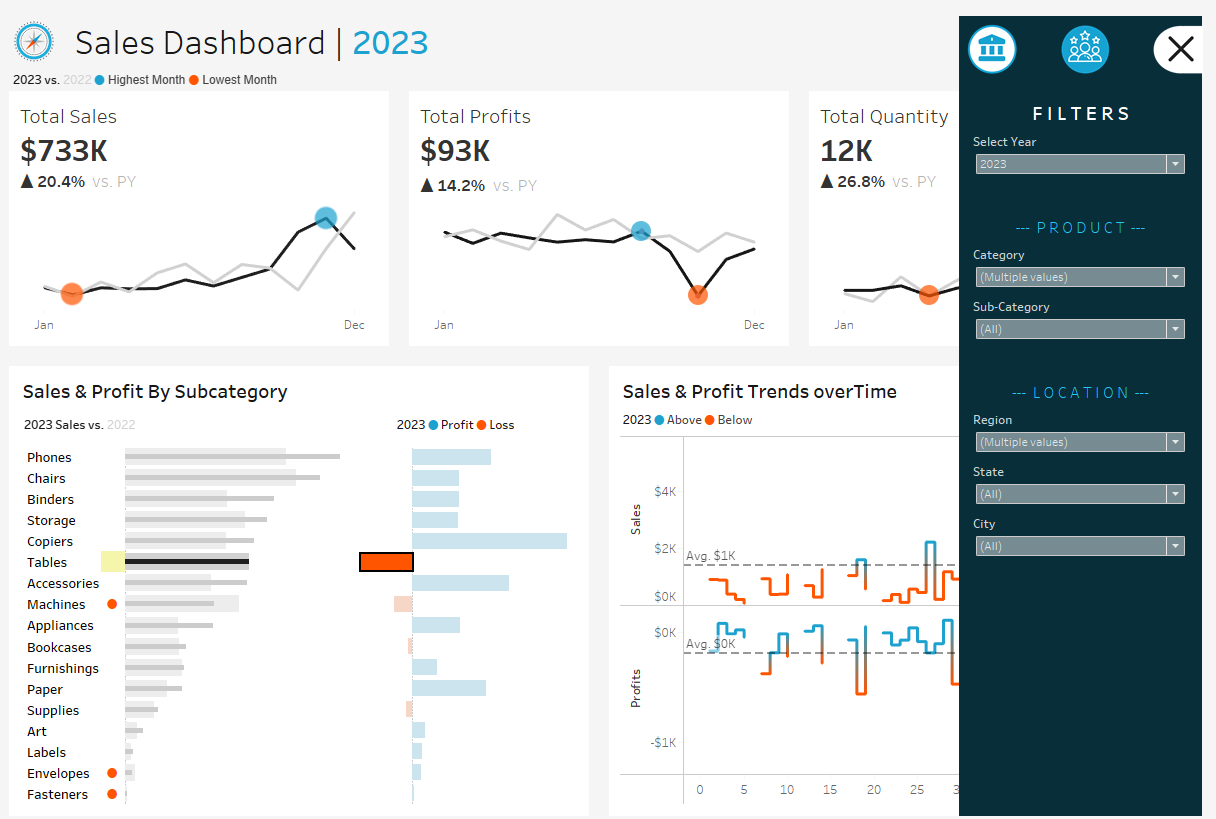 Sales Dashboard | 2023
2023 vs. 2022 Highest Month Lowest Month
Total Sales
$733K
▲ 20.4% vs. PY
Jan Dec
Total Profits
$93K
▲ 14.2% vs. PY
Jan Dec
Total Quantity
12K
▲ 26.8% vs. PY
Jan
Sales & Profit By Subcategory
2023 Sales vs. 2022
2023 Profit Loss
Phones
Chairs
Binders
Storage
Copiers
Tables
Accessories
Machines
Appliances
Bookcases
Furnishings
Paper
Supplies
Art
Labels
Envelopes
Fasteners
Sales & Profit Trends overTime
2023 Above Below
Sales
$4K
$2K
Avg. $1K
$0K
Profits
$0K
Avg. $0K
-$1K
0 5 10 15 20 25 3
FILTERS
Select Year
2023
--- PRODUCT ---
Category
(Multiple values)
Sub-Category
(All)
--- LOCATION ---
Region
(Multiple values)
State
(All)
City
(All)